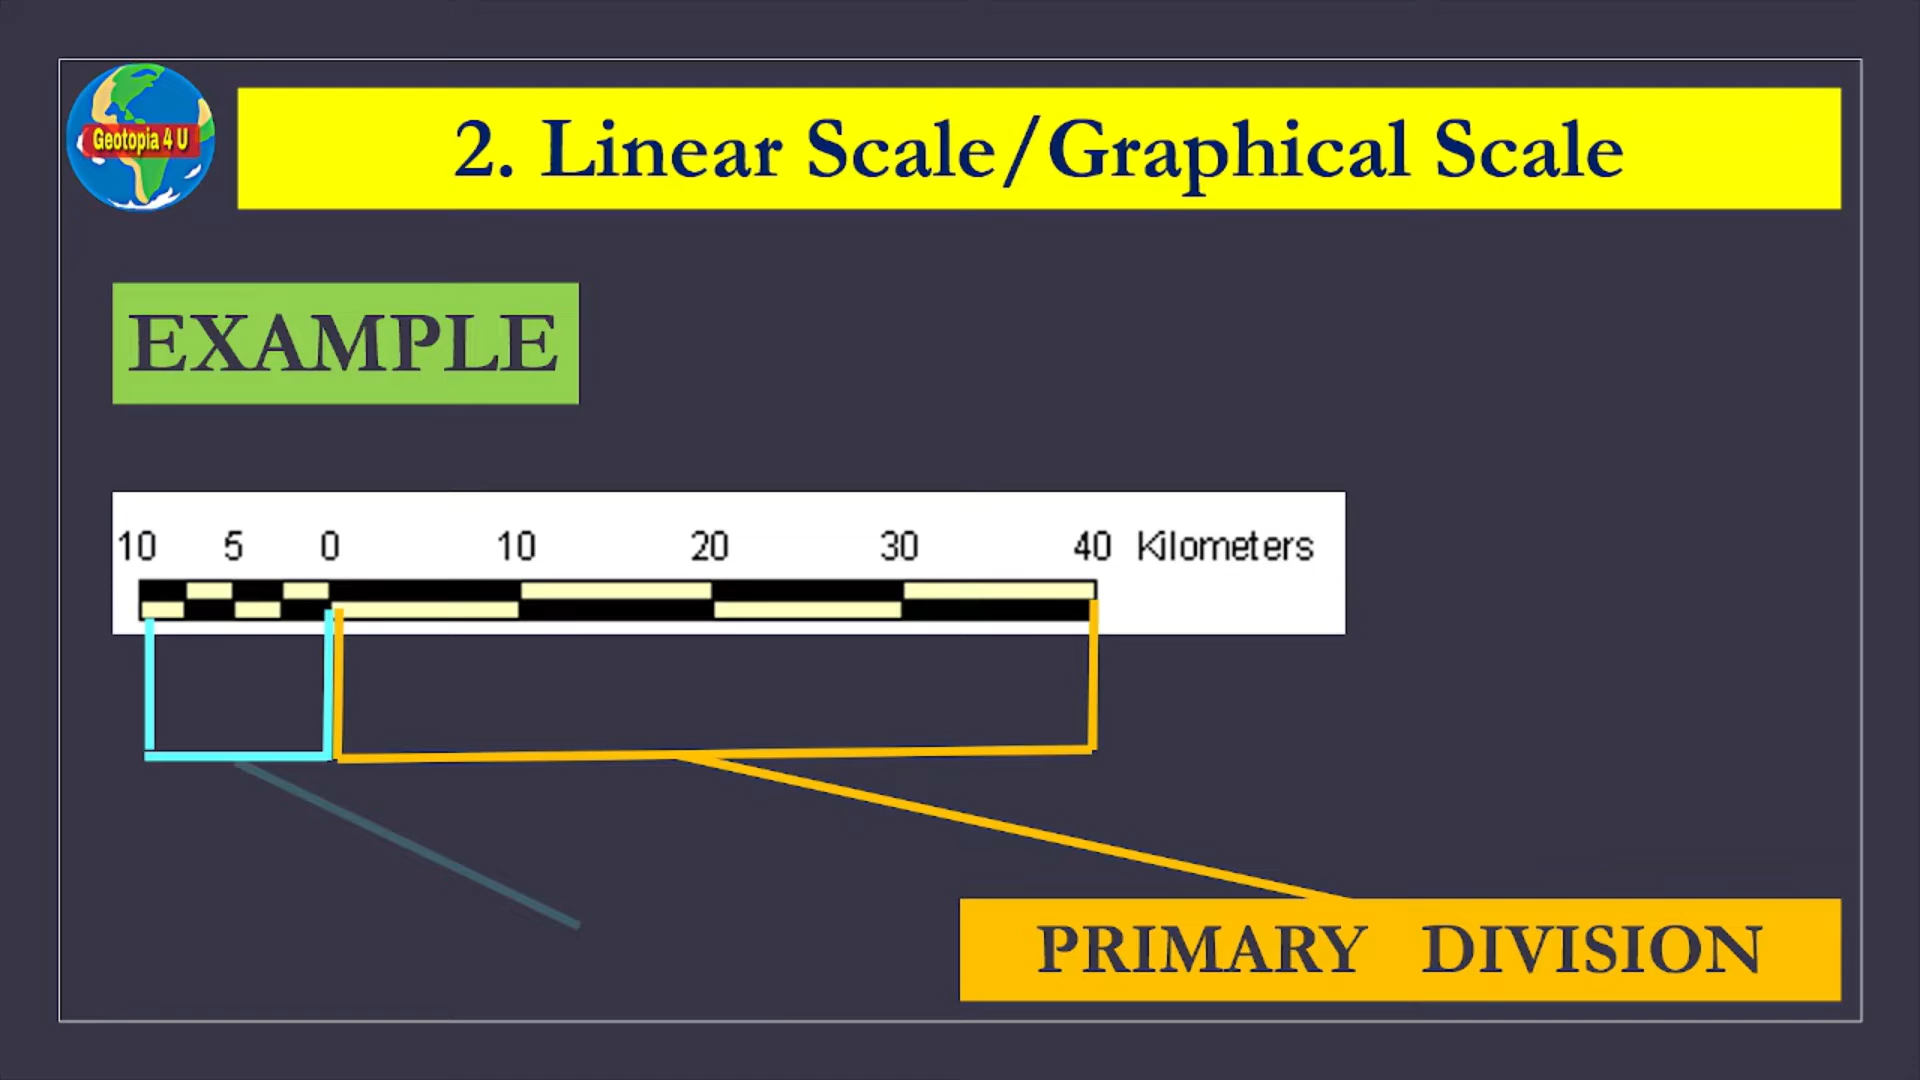 Geotopia 4 U
2. Linear Scale/Graphical Scale
EXAMPLE
10 5 0 10 20 30 40 Kilometers
PRIMARY DIVISION